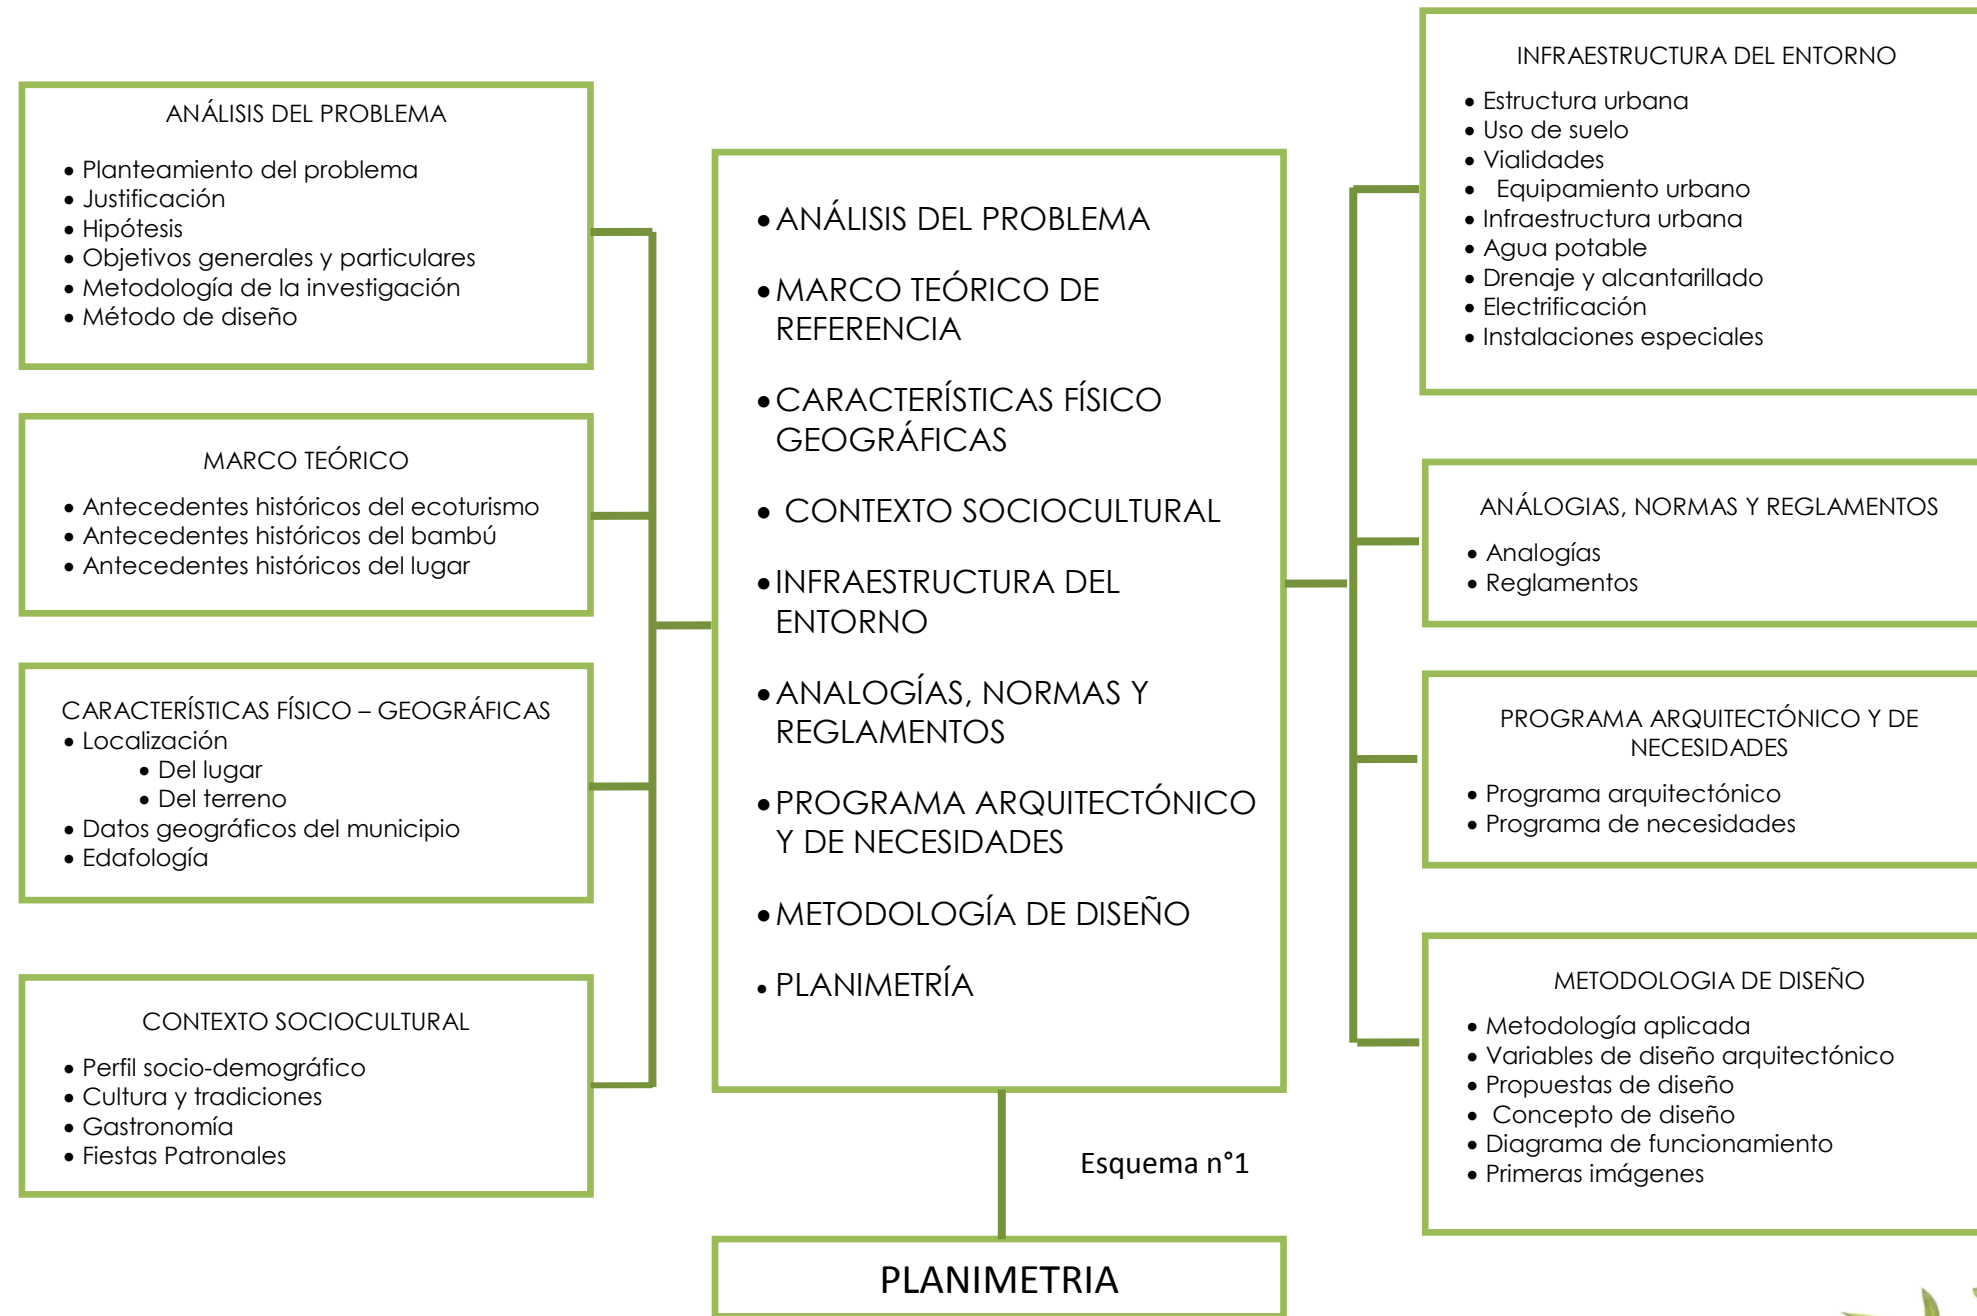 ANÁLISIS DEL PROBLEMA
• Planteamiento del problema
• Justificación
• Hipótesis
• Objetivos generales y particulares
• Metodología de la investigación
• Método de diseño
MARCO TEÓRICO
• Antecedentes históricos del ecoturismo
• Antecedentes históricos del bambú
• Antecedentes históricos del lugar
CARACTERÍSTICAS FÍSICO – GEOGRÁFICAS
• Localización
• Del lugar
• Del terreno
• Datos geográficos del municipio
• Edafología
CONTEXTO SOCIOCULTURAL
• Perfil socio-demográfico
• Cultura y tradiciones
• Gastronomía
• Fiestas Patronales
• ANÁLISIS DEL PROBLEMA
• MARCO TEÓRICO DE
REFERENCIA
• CARACTERÍSTICAS FÍSICO
GEOGRÁFICAS
• CONTEXTO SOCIOCULTURAL
• INFRAESTRUCTURA DEL
ENTORNO
• ANALOGÍAS, NORMAS Y
REGLAMENTOS
• PROGRAMA ARQUITECTÓNICO
Y DE NECESIDADES
• METODOLOGÍA DE DISEÑO
• PLANIMETRÍA
Esquema n°1
PLANIMETRIA
INFRAESTRUCTURA DEL ENTORNO
• Estructura urbana
• Uso de suelo
• Vialidades
• Equipamiento urbano
• Infraestructura urbana
• Agua potable
• Drenaje y alcantarillado
• Electrificación
• Instalaciones especiales
ANÁLOGIAS, NORMAS Y REGLAMENTOS
• Analogías
• Reglamentos
PROGRAMA ARQUITECTÓNICO Y DE
NECESIDADES
• Programa arquitectónico
• Programa de necesidades
METODOLOGIA DE DISEÑO
• Metodología aplicada
• Variables de diseño arquitectónico
• Propuestas de diseño
• Concepto de diseño
• Diagrama de funcionamiento
• Primeras imágenes